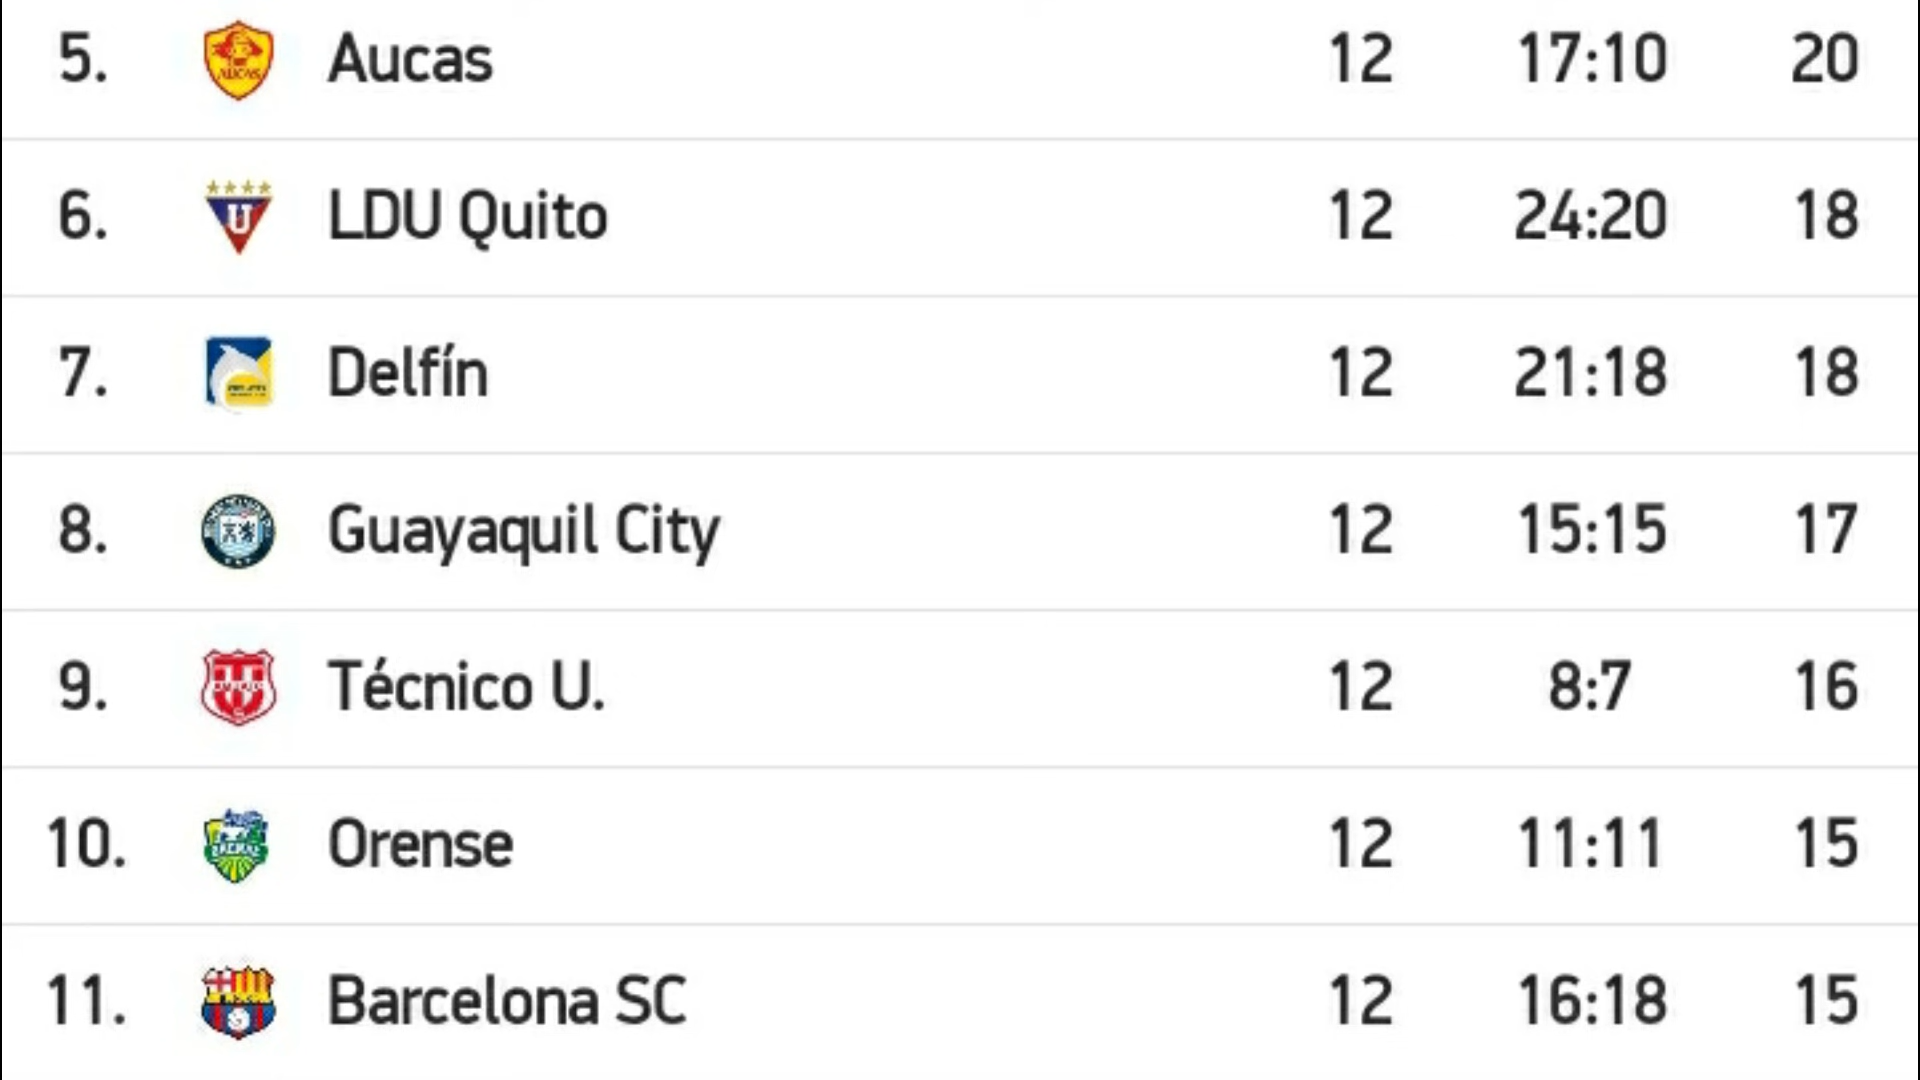 5. AUCAS Aucas 12 17:10 20
6. U LDU Quito 12 24:20 18
7. Delfín 12 21:18 18
8. Guayaquil City 12 15:15 17
9. Técnico U. 12 8:7 16
10. Orense 12 11:11 15
11. Barcelona SC 12 16:18 15